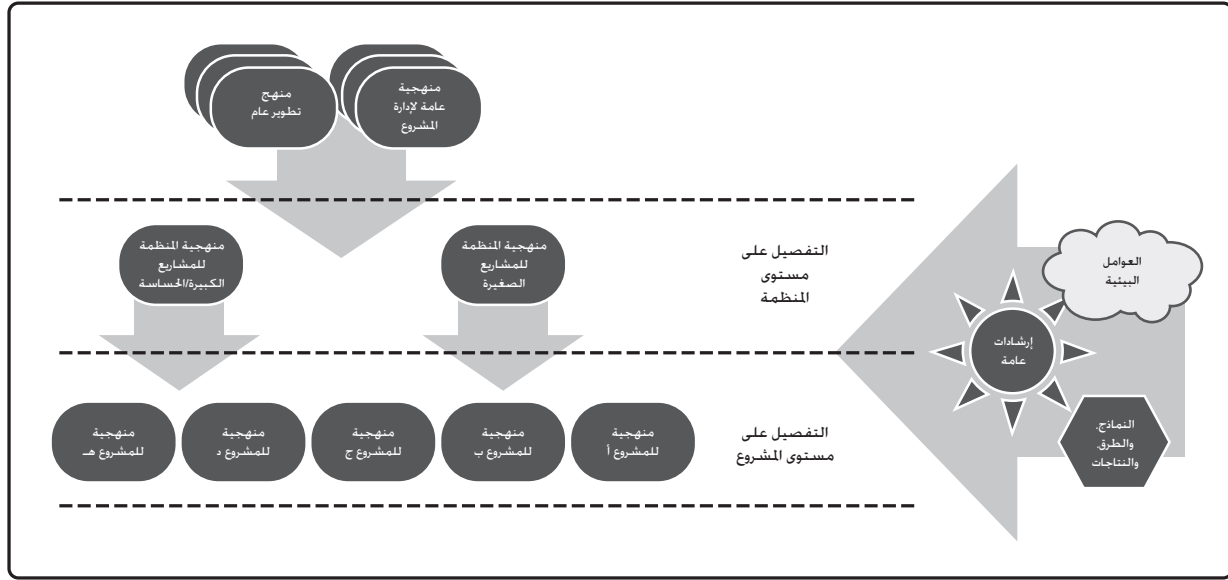 منهجية
عامة لإدارة
المشروع
منهج
تطوير عام
العوامل
البيئية
إرشادات
عامة
النماذج،
والطرق،
والنتاجات
التفصيل على
مستوى
المنظمة
منهجية المنظمة
للمشاريع
الصغيرة
منهجية المنظمة
للمشاريع
الكبيرة/الحساسة
التفصيل على
مستوى المشروع
منهجية
للمشروع أ
منهجية
للمشروع ب
منهجية
للمشروع ج
منهجية
للمشروع د
منهجية
للمشروع هـ